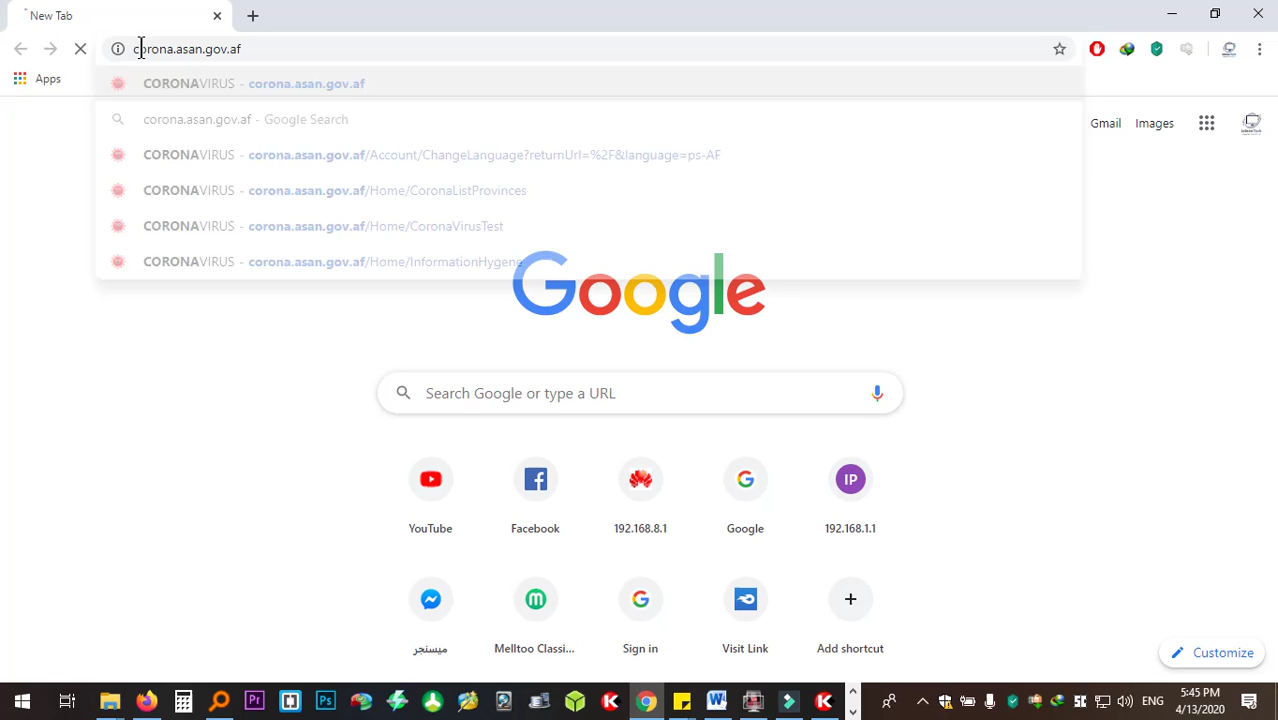 New Tab
corona.asan.gov.af
Apps
CORONAVIRUS - corona.asan.gov.af
corona.asan.gov.af - Google Search
CORONAVIRUS - corona.asan.gov.af/Account/ChangeLanguage?returnUrl=%2F&language=ps-AF
CORONAVIRUS - corona.asan.gov.af/Home/CoronaListProvinces
CORONAVIRUS - corona.asan.gov.af/Home/CoronaVirusTest
CORONAVIRUS - corona.asan.gov.af/Home/InformationHygiene
Gmail Images
Google
Search Google or type a URL
IP
YouTube Facebook 192.168.8.1 Google 192.168.1.1
ميسنجر Melltoo Classi... Sign in Visit Link Add shortcut
Customize
ENG
5:45 PM
4/13/2020